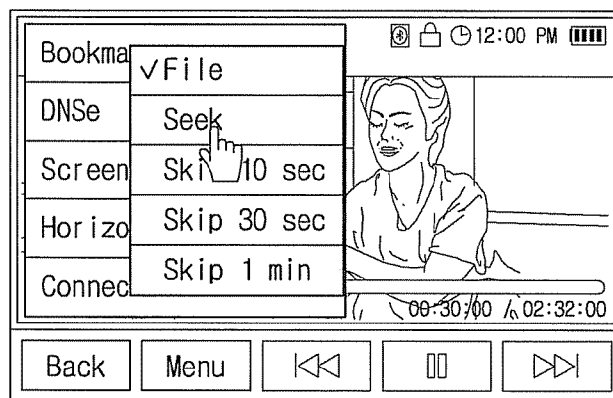 12:00 PM
Bookma
DNSe
Screen
Horizo
Connec
✓File
Seek
Ski 10 sec
Skip 30 sec
Skip 1 min
00:30:00 / 02:32:00
Back
Menu